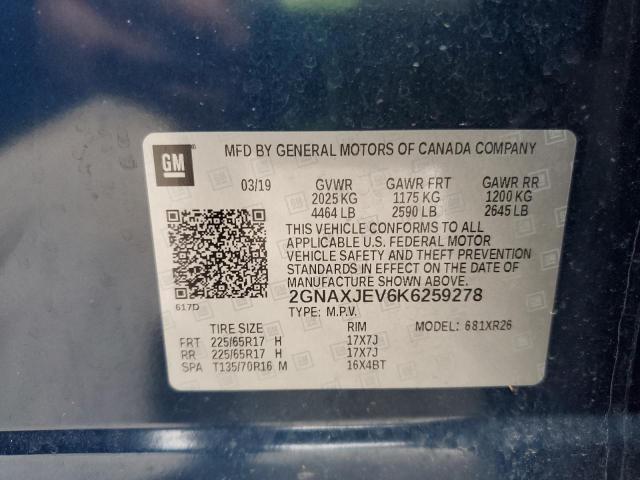 GM
MFD BY GENERAL MOTORS OF CANADA COMPANY
03/19 GVWR GAWR FRT GAWR RR
2025 KG 1175 KG 1200 KG
4464 LB 2590 LB 2645 LB
THIS VEHICLE CONFORMS TO ALL
APPLICABLE U.S. FEDERAL MOTOR
VEHICLE SAFETY AND THEFT PREVENTION
STANDARDS IN EFFECT ON THE DATE OF
MANUFACTURE SHOWN ABOVE.
617D
2GNAXJEV6K6259278
TYPE: M.P.V.
TIRE SIZE RIM MODEL: 681XR26
FRT 225/65R17 H 17X7J
RR 225/65R17 H 17X7J
SPA T135/70R16 M 16X4BT